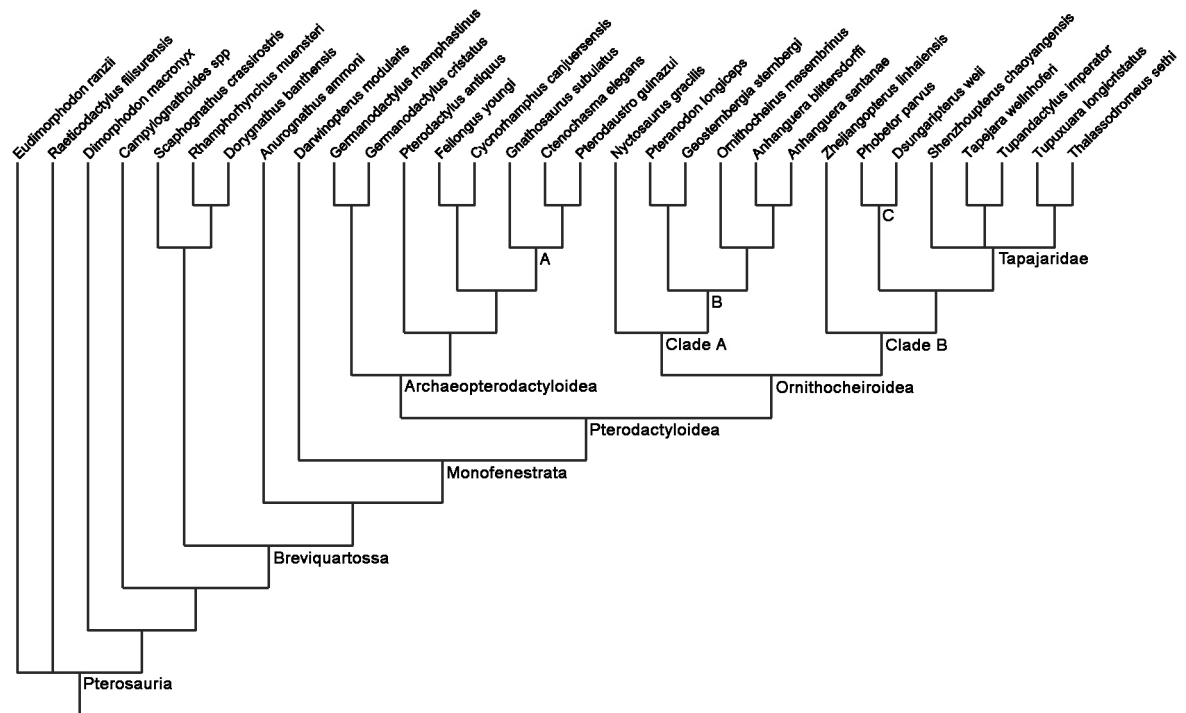 Eudimorphodon ranzii
Raeticodactylus filisurensis
Dimorphodon macronyx
Campylognathoides spp
Scaphognathus crassirostris
Rhamphorhynchus muensteri
Dorygnathus banthensis
Anurognathus ammoni
Darwinopterus modularis
Germanodactylus rhamphastinus
Germanodactylus cristatus
Pterodactylus antiquus
Feilongus youngi
Cycnorhamphus canjuersensis
Gnathosaurus subulatus
Ctenochasma elegans
Pterodaustro guinazui
Nyctosaurus gracilis
Pteranodon longiceps
Geosternbergia sternbergi
Ornithocheirus mesembrinus
Anhanguera blittersdorffi
Anhanguera santanae
Zhejiangopterus linhaiensis
Phobetor parvus
Dsungaripterus weii
Shenzhoupterus chaoyangensis
Tapejara welinhoferi
Tupandactylus imperator
Tupuxuara longicristatus
Thalassodromeus sethi
C
A
Tapajaridae
B
Clade A
Clade B
Archaeopterodactyloidea
Ornithocheiroidea
Pterodactyloidea
Monofenestrata
Breviquartossa
Pterosauria